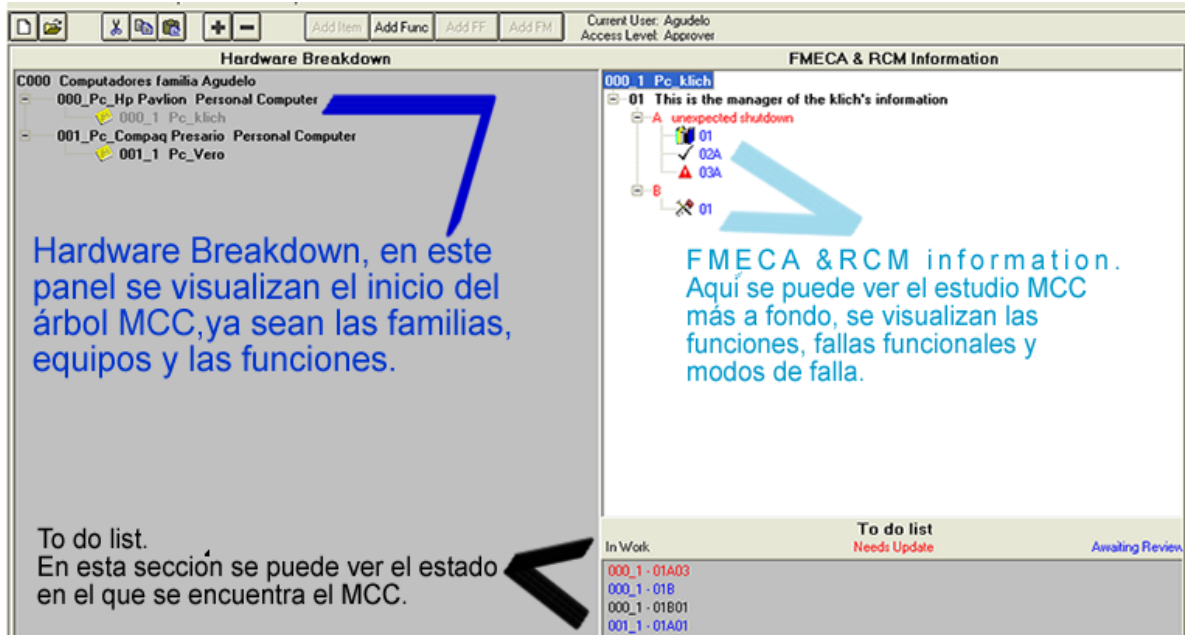 Add Item Add Func Add FF Add FM
Current User: Agudelo
Access Level: Approver
Hardware Breakdown
C000 Computadores familia Agudelo
000_Pc_Hp Pavlion Personal Computer
000_1 Pc_klich
001_Pc_Compaq Presario Personal Computer
001_1 Pc_Vero
Hardware Breakdown, en este
panel se visualizan el inicio del
árbol MCC,ya sean las familias,
equipos y las funciones.
To do list.
En esta sección se puede ver el estado
en el que se encuentra el MCC.
FMECA & RCM Information
000_1 Pc_klich
01 This is the manager of the klich's information
A unexpected shutdown
01
02A
03A
B
01
FMECA &RCM information.
Aquí se puede ver el estudio MCC
más a fondo, se visualizan las
funciones, fallas funcionales y
modos de falla.
To do list
In Work Needs Update Awaiting Review
000_1 - 01A03
000_1 - 01B
000_1 - 01B01
001_1 - 01A01